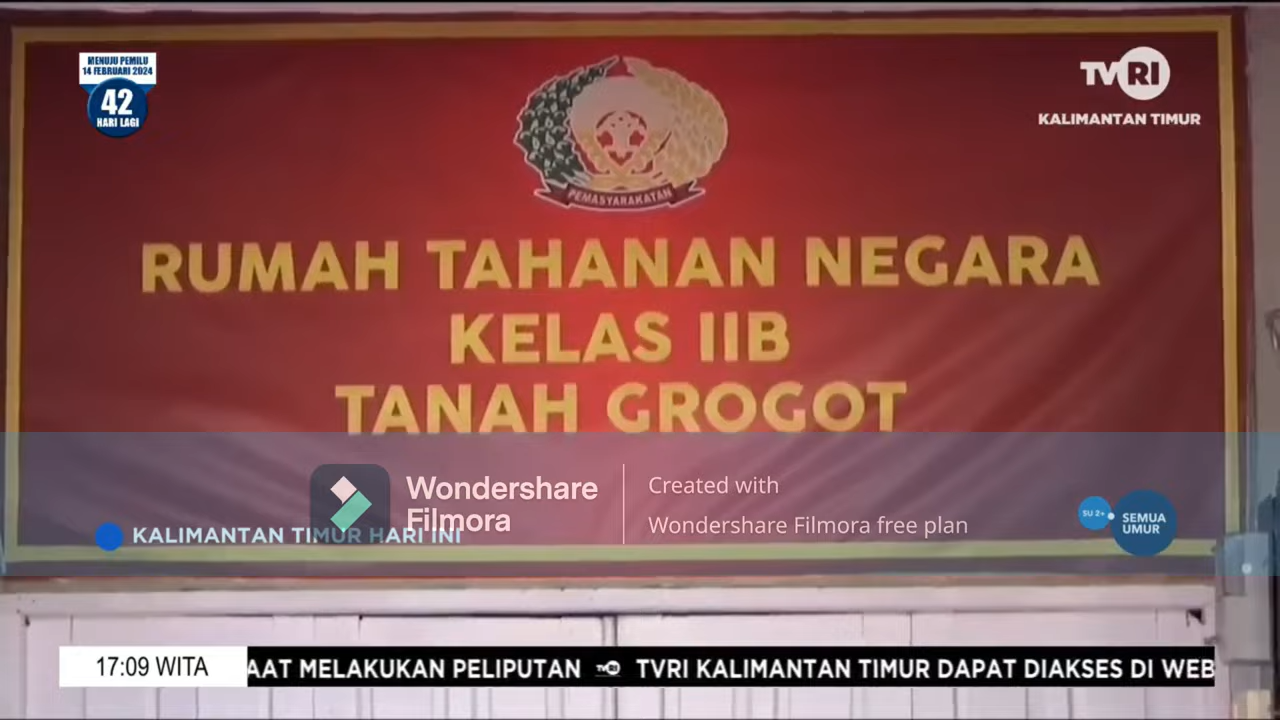 MENUJU PEMILU
14 FEBRUARI 2024
42
HARI LAGI
TVRI
KALIMANTAN TIMUR
PEMASYARAKATAN
RUMAH TAHANAN NEGARA
KELAS IIB
TANAH GROGOT
Wondershare
Filmora
Created with
Wondershare Filmora free plan
KALIMANTAN TIMUR HARI INI
SU 2+
SEMUA
UMUR
17:09 WITA
AAT MELAKUKAN PELIPUTAN TVRI TVRI KALIMANTAN TIMUR DAPAT DIAKSES DI WEB